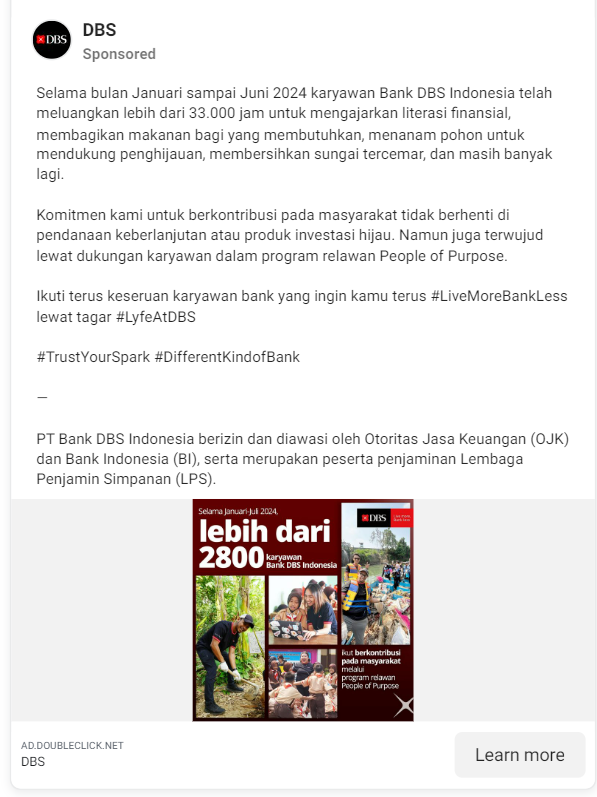 DBS
DBS
Sponsored
Selama bulan Januari sampai Juni 2024 karyawan Bank DBS Indonesia telah
meluangkan lebih dari 33.000 jam untuk mengajarkan literasi finansial,
membagikan makanan bagi yang membutuhkan, menanam pohon untuk
mendukung penghijauan, membersihkan sungai tercemar, dan masih banyak
lagi.
Komitmen kami untuk berkontribusi pada masyarakat tidak berhenti di
pendanaan keberlanjutan atau produk investasi hijau. Namun juga terwujud
lewat dukungan karyawan dalam program relawan People of Purpose.
Ikuti terus keseruan karyawan bank yang ingin kamu terus #LiveMoreBankLess
lewat tagar #LyfeAtDBS
#TrustYourSpark #DifferentKindofBank
—
PT Bank DBS Indonesia berizin dan diawasi oleh Otoritas Jasa Keuangan (OJK)
dan Bank Indonesia (BI), serta merupakan peserta penjaminan Lembaga
Penjamin Simpanan (LPS).
Selama Januari-Juli 2024,
lebih dari
2800 karyawan
Bank DBS Indonesia
DBS
Live more
Bank less
ikut berkontribusi
pada masyarakat
melalui
program relawan
People of Purpose
AD.DOUBLECLICK.NET
DBS
Learn more